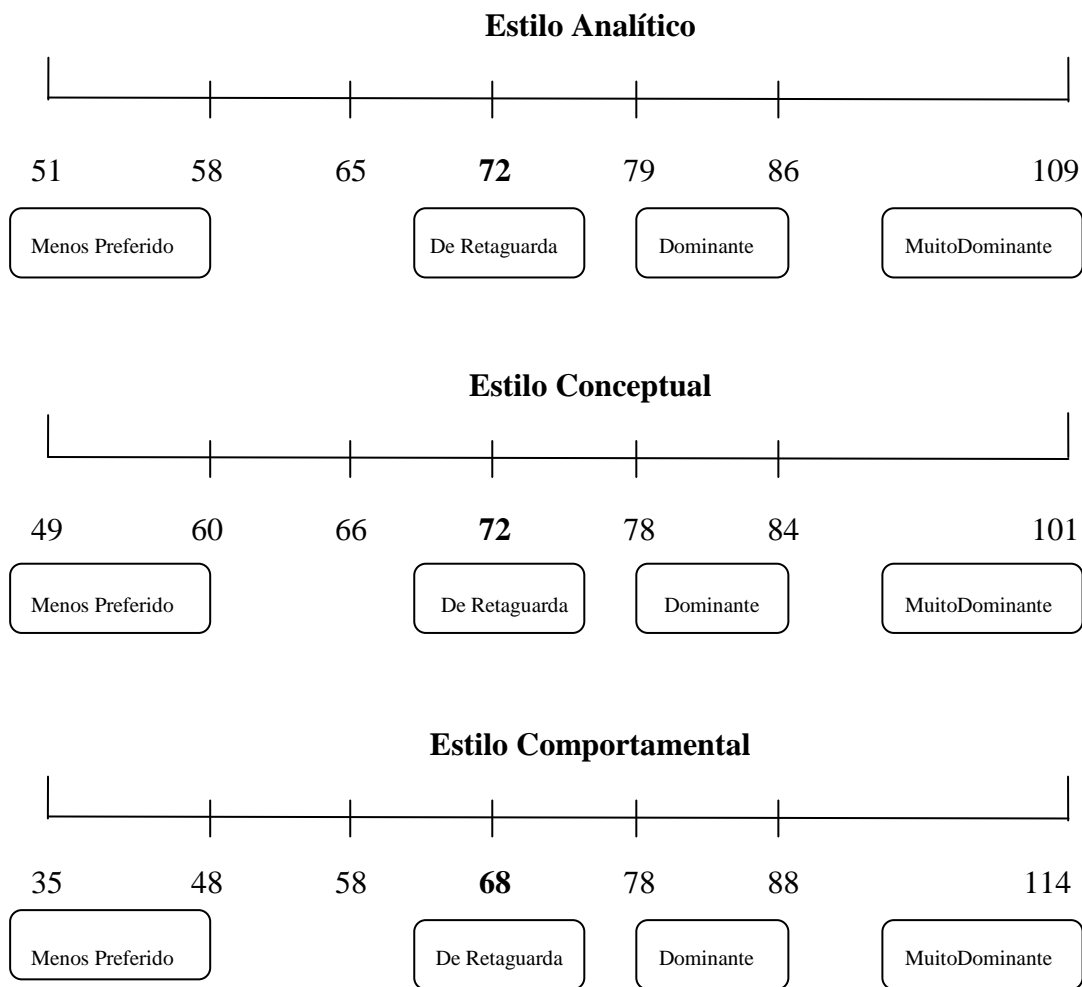 Estilo Analítico
51 58 65 72 79 86 109
Menos Preferido De Retaguarda Dominante MuitoDominante
Estilo Conceptual
49 60 66 72 78 84 101
Menos Preferido De Retaguarda Dominante MuitoDominante
Estilo Comportamental
35 48 58 68 78 88 114
Menos Preferido De Retaguarda Dominante MuitoDominante